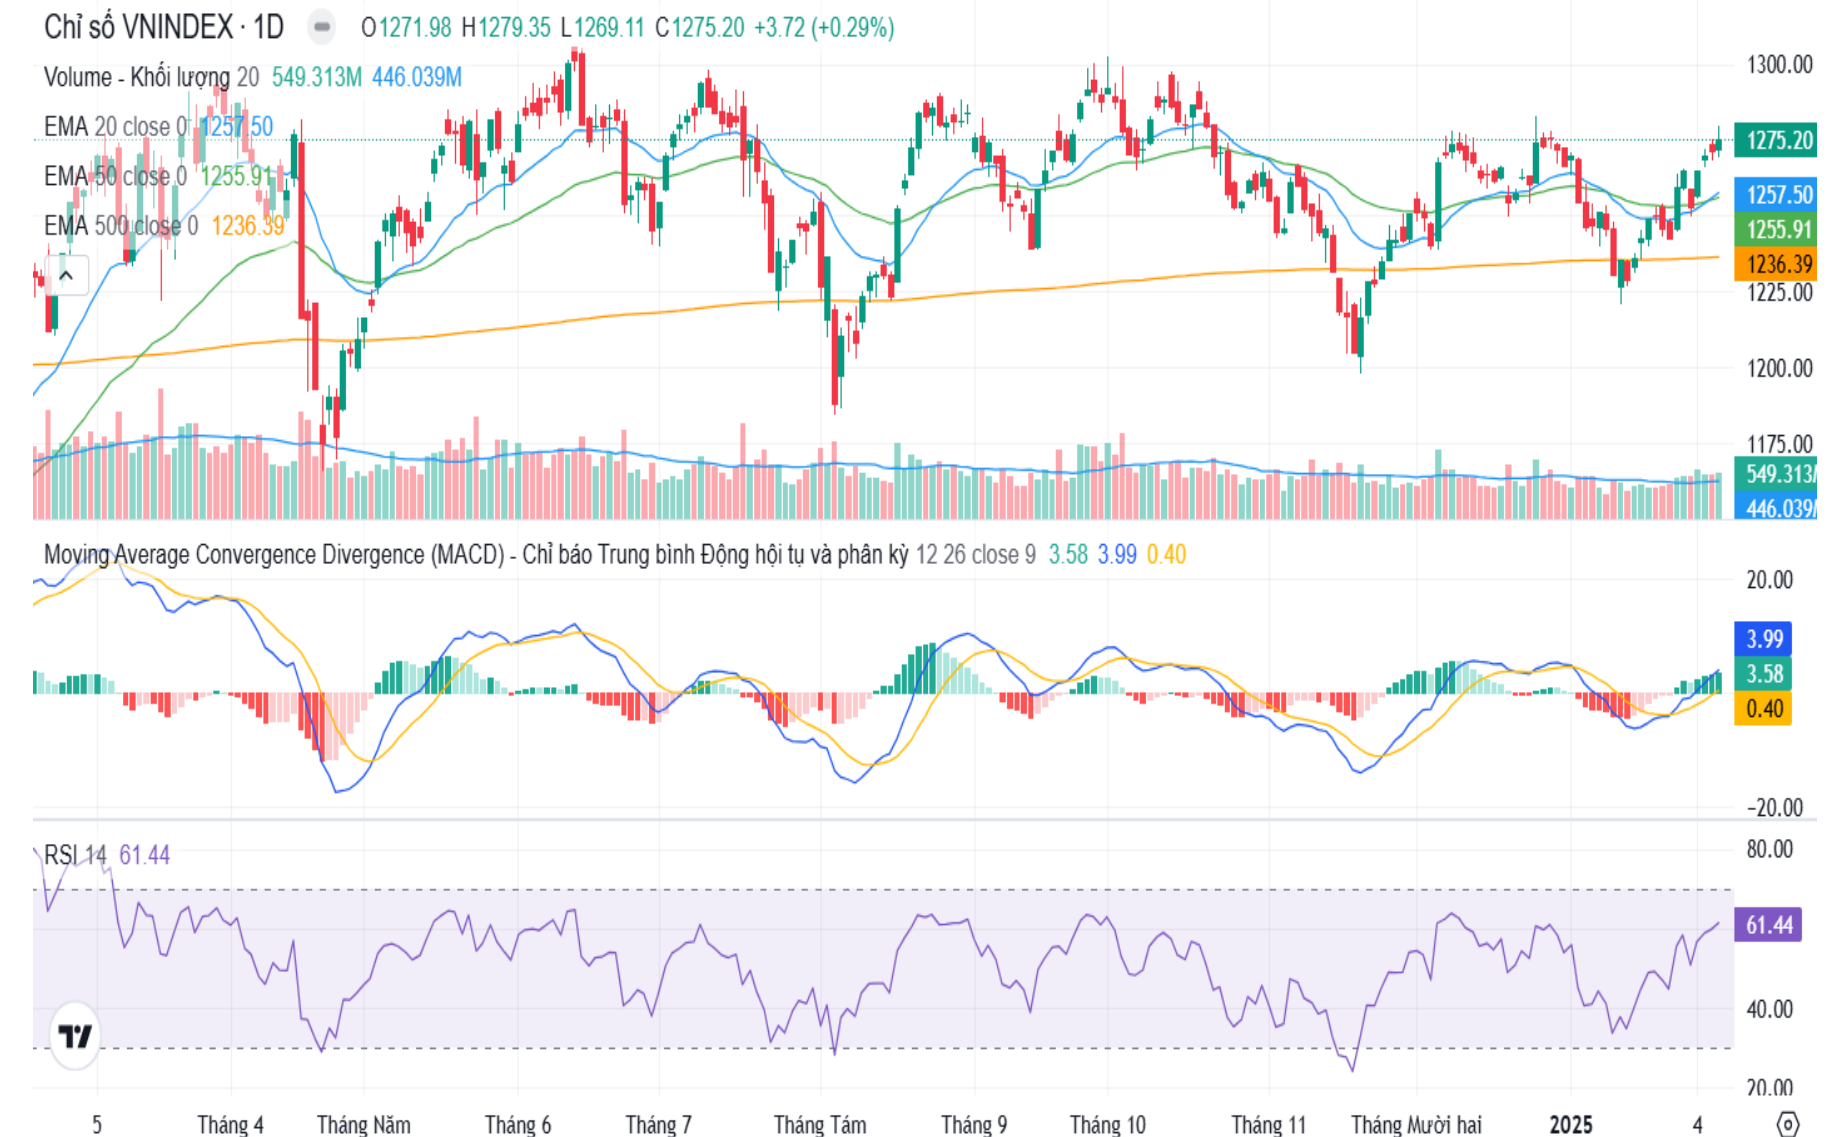 Chỉ số VNINDEX · 1D O1271.98 H1279.35 L1269.11 C1275.20 +3.72 (+0.29%)
Volume - Khối lượng 20 549.313M 446.039M
EMA 20 close 0 1257.50
EMA 50 close 0 1255.91
EMA 500 close 0 1236.39
1300.00
1275.20
1257.50
1255.91
1236.39
1225.00
1200.00
1175.00
549.313M
446.039M
Moving Average Convergence Divergence (MACD) - Chỉ báo Trung bình Động hội tụ và phân kỳ 12 26 close 9 3.58 3.99 0.40
20.00
3.99
3.58
0.40
−20.00
RSI 14 61.44
80.00
61.44
40.00
20.00
5 Tháng 4 Tháng Năm Tháng 6 Tháng 7 Tháng Tám Tháng 9 Tháng 10 Tháng 11 Tháng Mười hai 2025 4